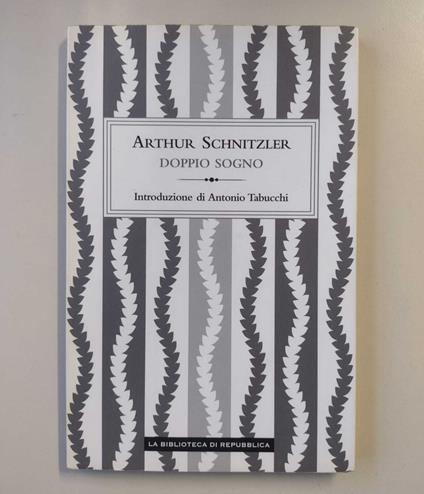 ARTHUR SCHNITZLER
DOPPIO SOGNO
Introduzione di Antonio Tabucchi
LA BIBLIOTECA DI REPUBBLICA